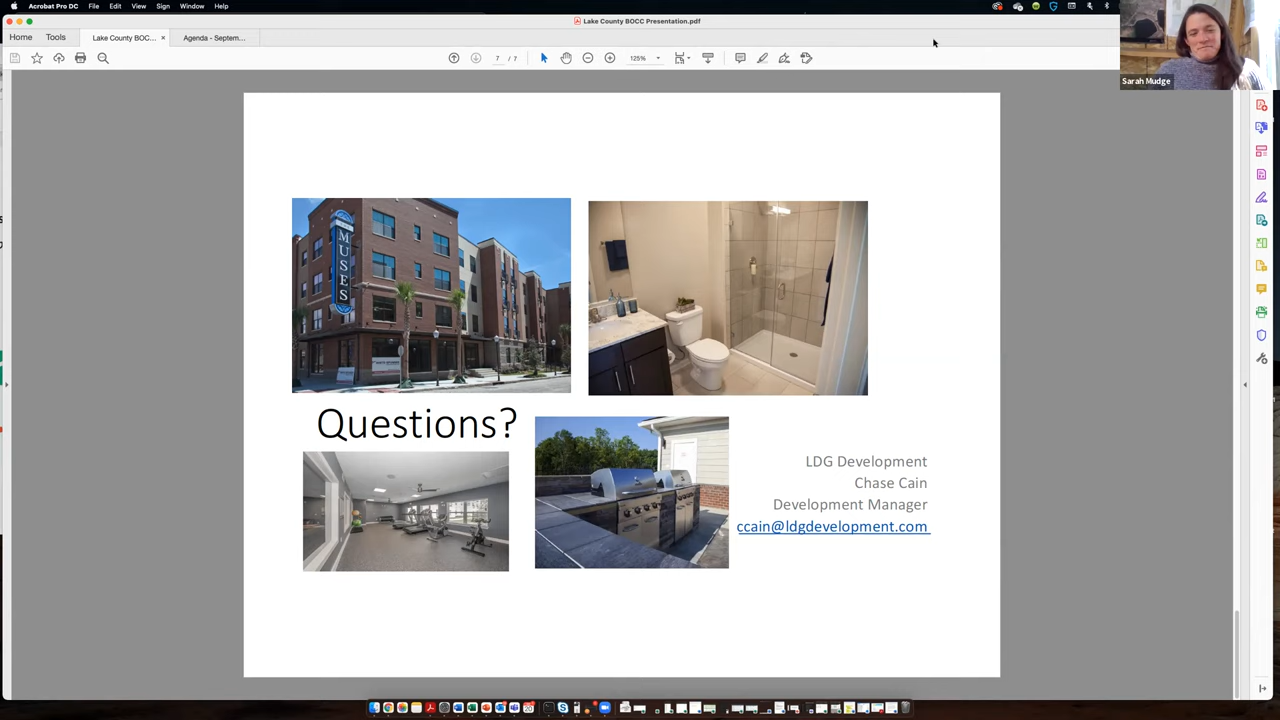 Acrobat Pro DC File Edit View Sign Window Help
Lake County BOCC Presentation.pdf
Home Tools Lake County BOC... × Agenda - Septem...
7 / 7 125%
Sarah Mudge
MUSES
Questions?
LDG Development
Chase Cain
Development Manager
ccain@ldgdevelopment.com